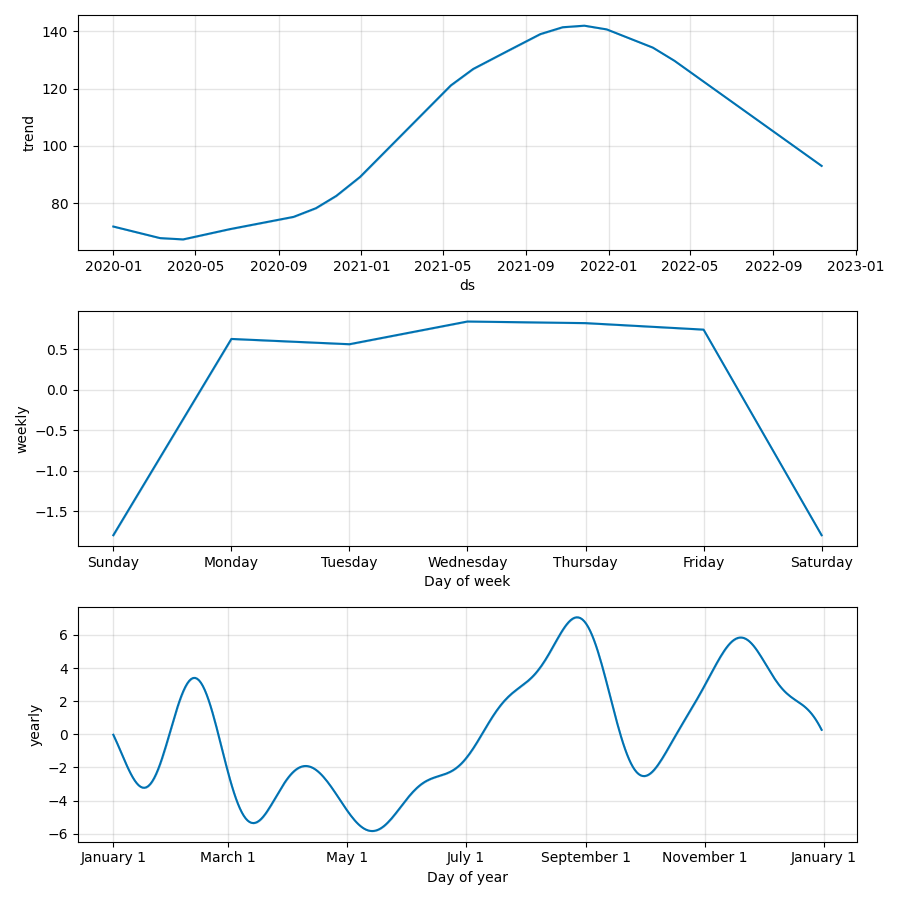 trend
140
120
100
80
2020-01 2020-05 2020-09 2021-01 2021-05 2021-09 2022-01 2022-05 2022-09 2023-01
ds
weekly
0.5
0.0
−0.5
−1.0
−1.5
Sunday Monday Tuesday Wednesday Thursday Friday Saturday
Day of week
yearly
6
4
2
0
−2
−4
−6
January 1 March 1 May 1 July 1 September 1 November 1 January 1
Day of year